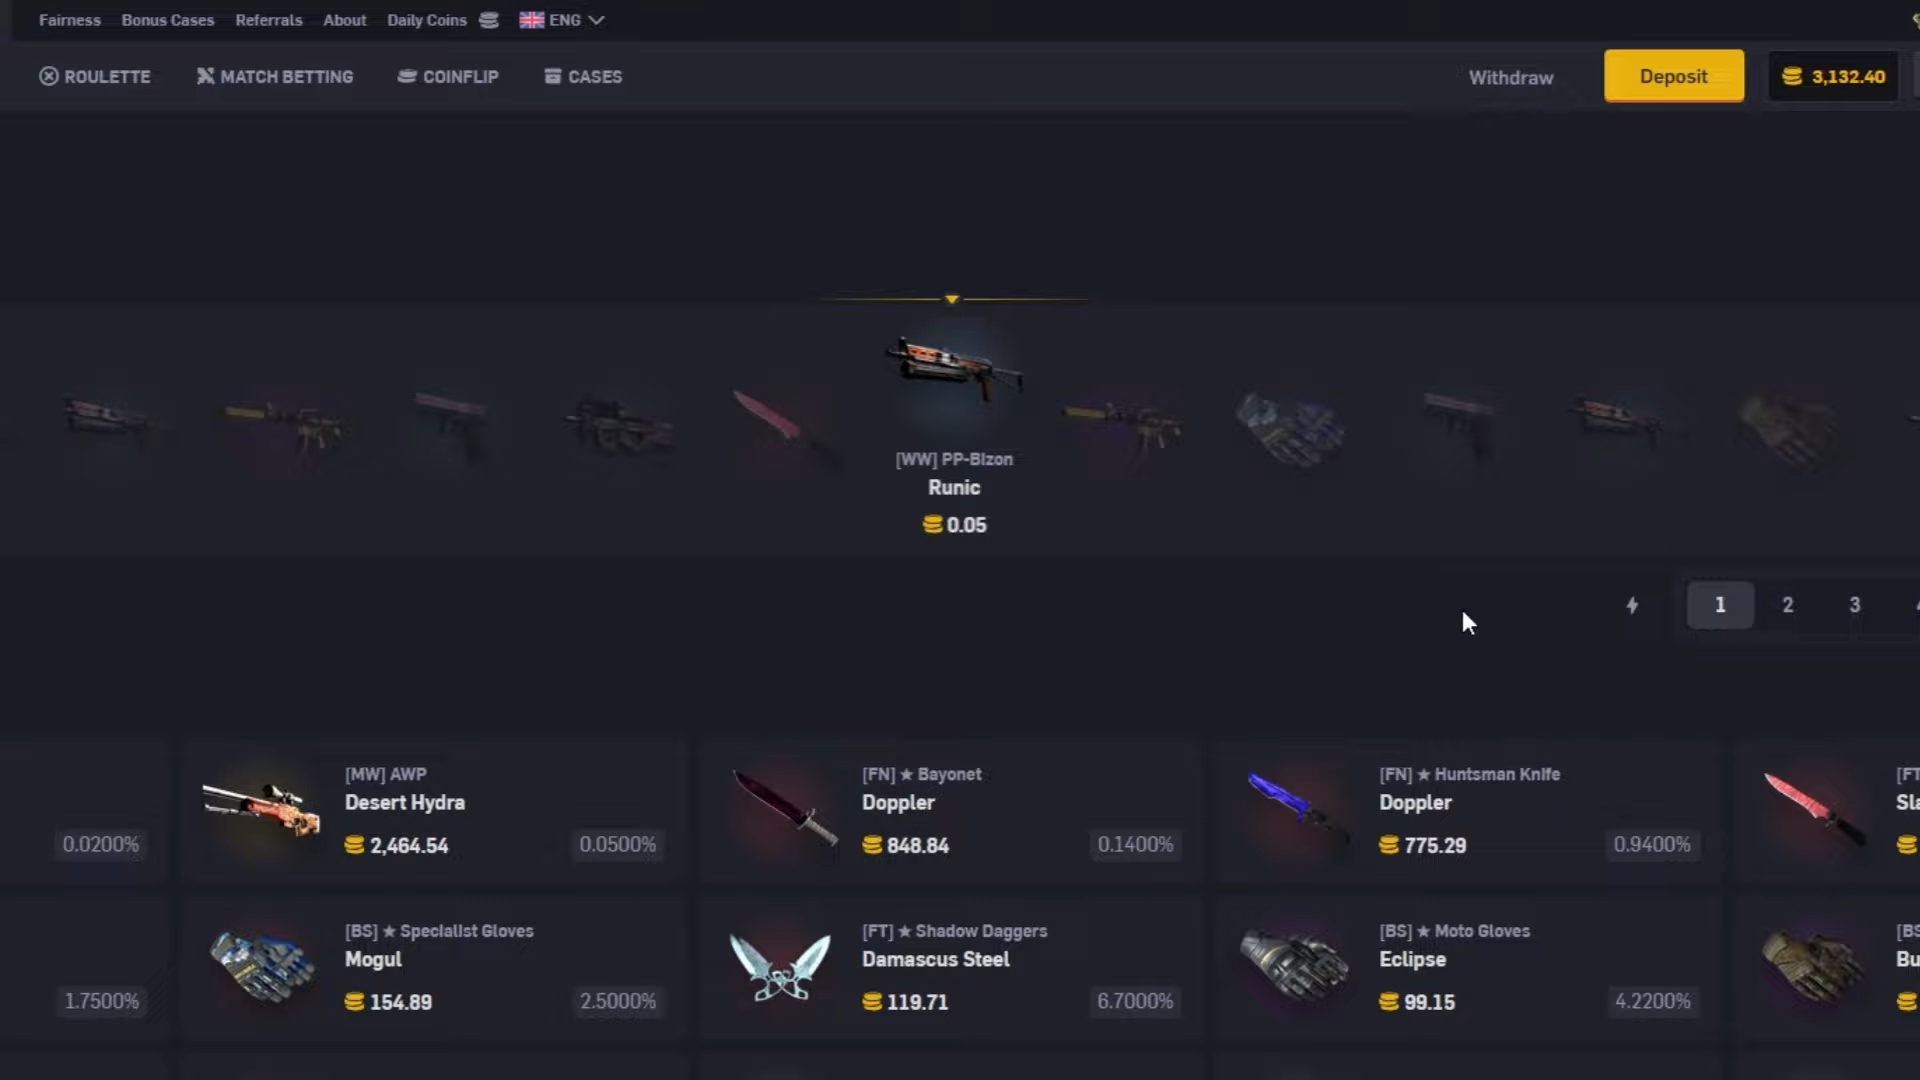 Fairness Bonus Cases Referrals About Daily Coins ENG
ROULETTE MATCH BETTING COINFLIP CASES Withdraw Deposit 3,132.40
[WW] PP-Bizon
Runic
0.05
1 2 3
0.0200%
[MW] AWP
Desert Hydra
2,464.54 0.0500%
[FN] ★ Bayonet
Doppler
848.84 0.1400%
[FN] ★ Huntsman Knife
Doppler
775.29 0.9400%
[FT]
1.7500%
[BS] ★ Specialist Gloves
Mogul
154.89 2.5000%
[FT] ★ Shadow Daggers
Damascus Steel
119.71 6.7000%
[BS] ★ Moto Gloves
Eclipse
99.15 4.2200%